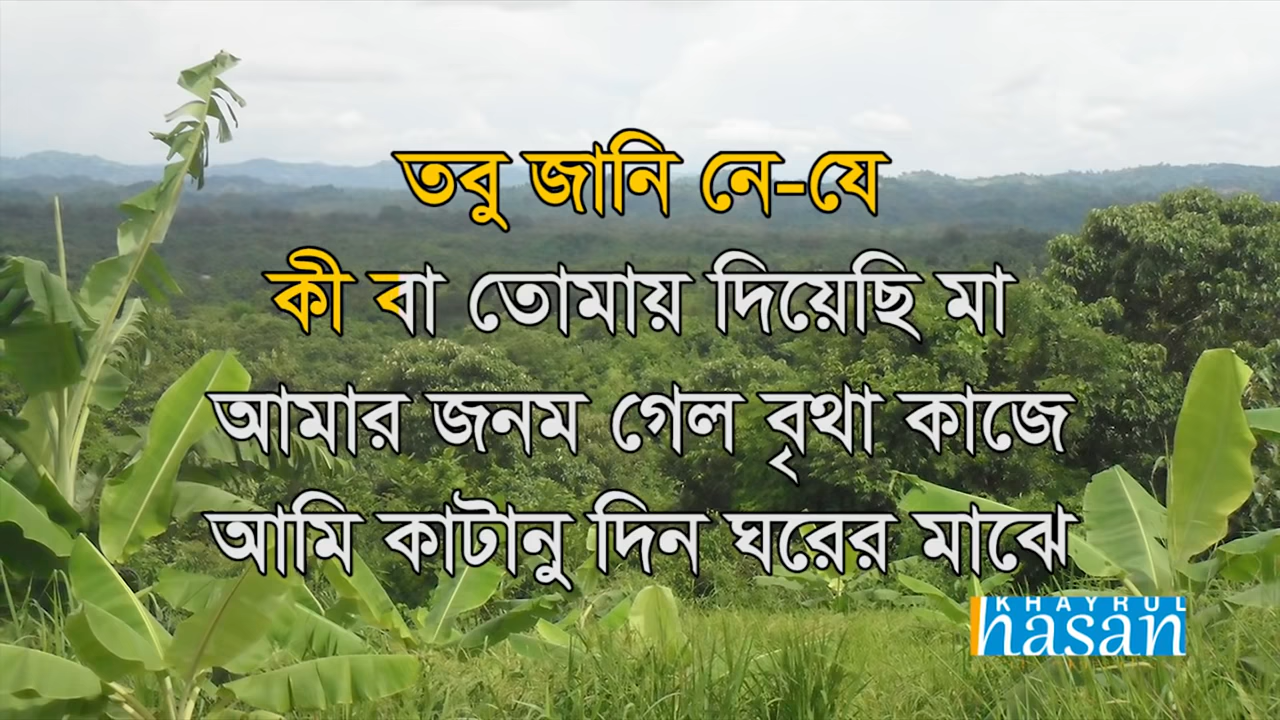 তবু জানি নে-যে
কী বা তোমায় দিয়েছি মা
আমার জনম গেল বৃথা কাজে
আমি কাটানু দিন ঘরের মাঝে
KHAYRUL
hasan